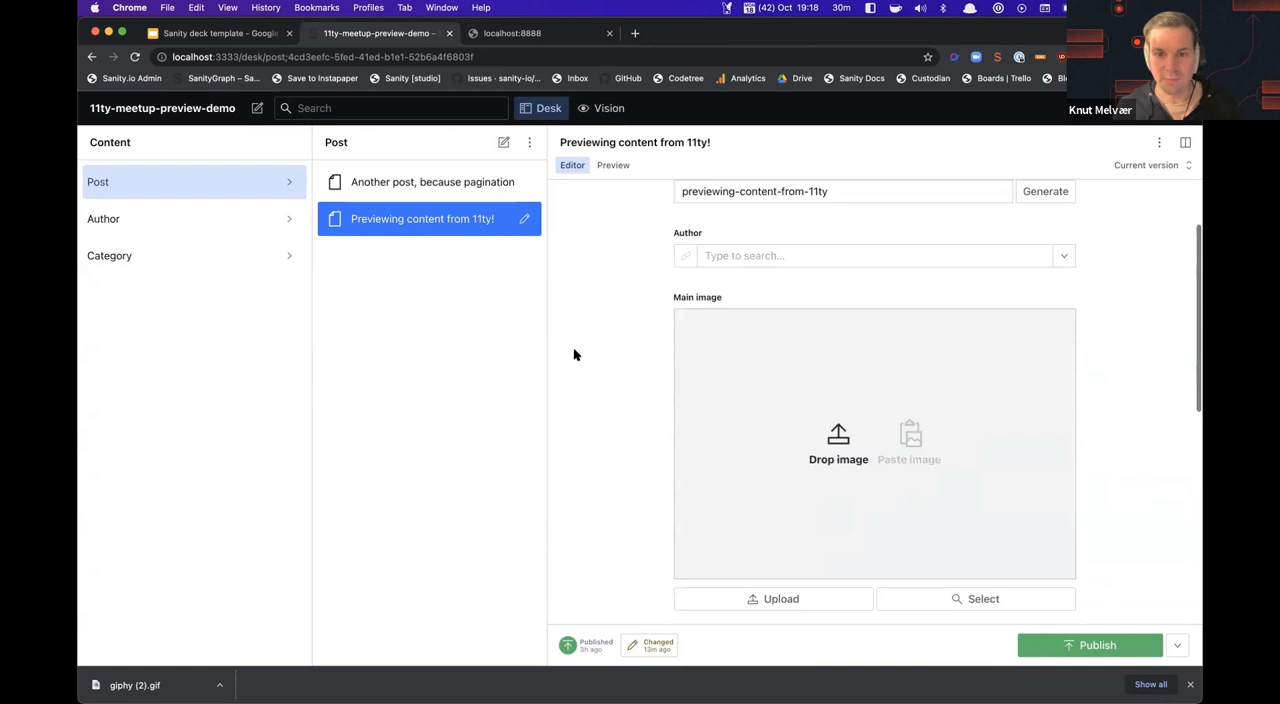 Chrome File Edit View History Bookmarks Profiles Tab Window Help
(42) Oct 19:18 30m
Sanity deck template - Google
11ty-meetup-preview-demo –
localhost:8888
localhost:3333/desk/post;4cd3eefc-5fed-41ed-b1e1-52b6a4f6803f
Sanity.io Admin SanityGraph – Sa... Save to Instapaper Sanity [studio] Issues · sanity-io/... Inbox GitHub Codetree Analytics Drive Sanity Docs Custodian Boards | Trello
Knut Melvær
11ty-meetup-preview-demo
Search
Desk
Vision
Content
Post
Previewing content from 11ty!
Editor
Preview
Current version
Post
Author
Category
Another post, because pagination
Previewing content from 11ty!
previewing-content-from-11ty
Generate
Author
Type to search...
Main image
Drop image
Paste image
Upload
Select
Published
3h ago
Changed
13m ago
Publish
giphy (2).gif
Show all